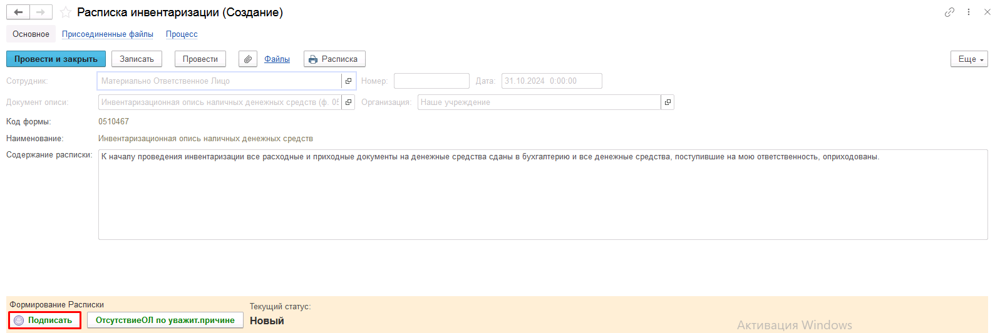 Расписка инвентаризации (Создание)
Основное Присоединенные файлы Процесс
Провести и закрыть Записать Провести Файлы Расписка Еще
Сотрудник: Материально Ответственное Лицо Номер: Дата: 31.10.2024 0:00:00
Документ описи: Инвентаризационная опись наличных денежных средств (ф. 05 Организация: Наше учреждение
Код формы: 0510467
Наименование: Инвентаризационная опись наличных денежных средств
Содержание расписки: К началу проведения инвентаризации все расходные и приходные документы на денежные средства сданы в бухгалтерию и все денежные средства, поступившие на мою ответственность, оприходованы.
Формирование Расписки
Текущий статус:
Подписать ОтсутствиеОЛ по уважит.причине Новый
Активация Windows